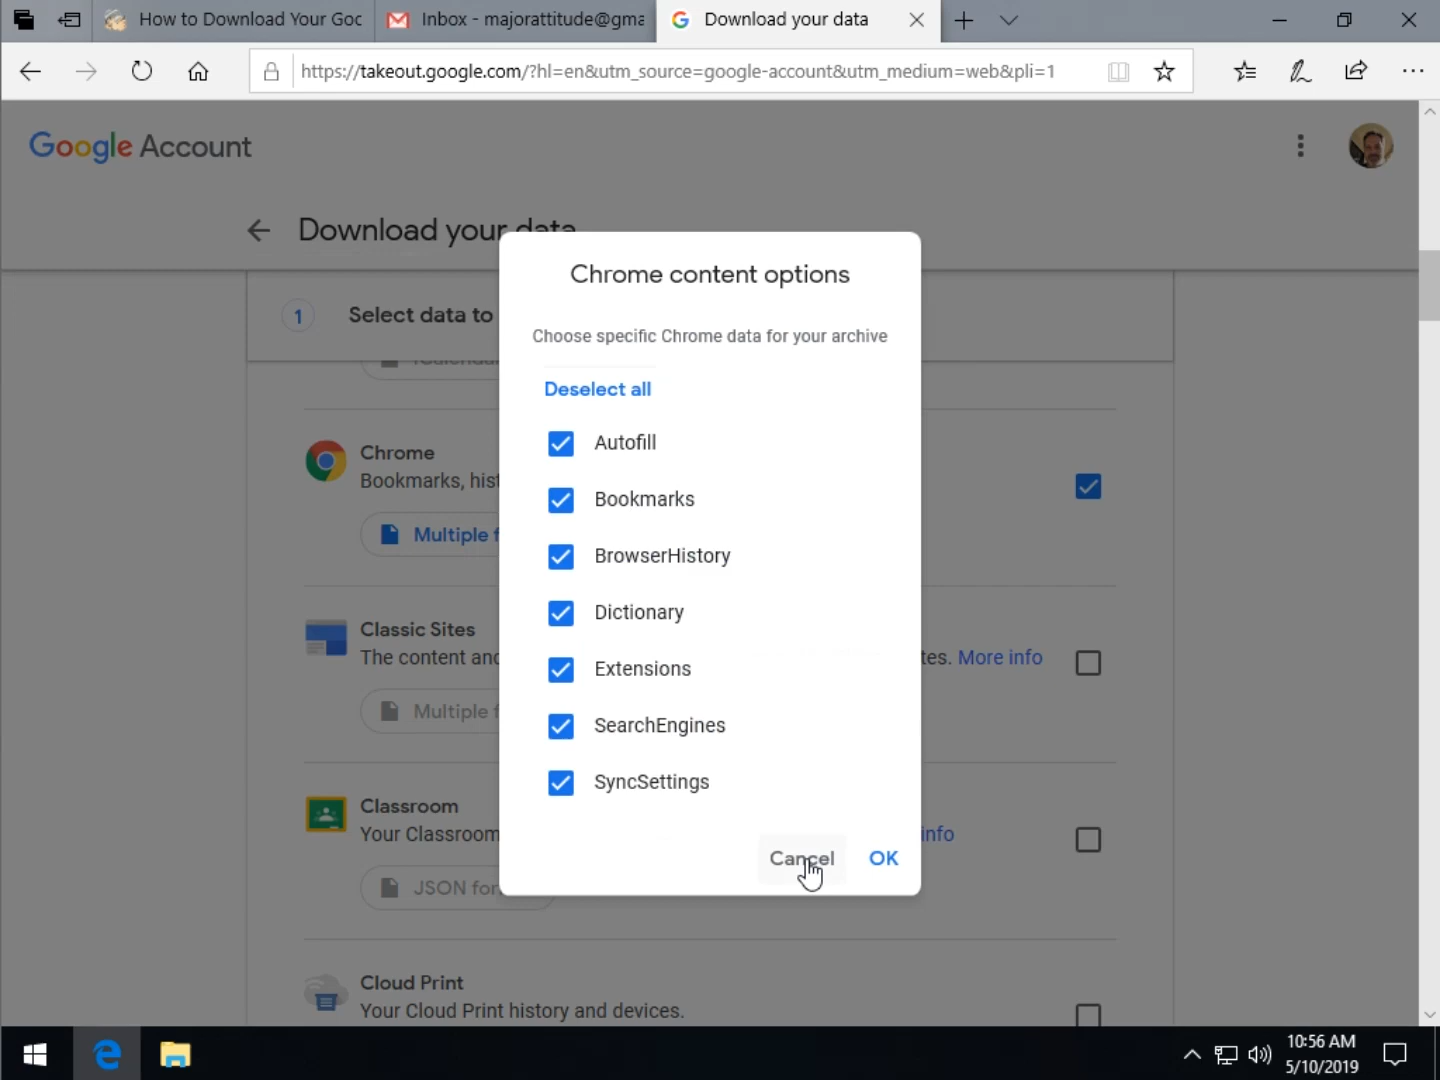 How to Download Your Goo
Inbox - majorattitude@gma
Download your data
https://takeout.google.com/?hl=en&utm_source=google-account&utm_medium=web&pli=1
Google Account
Download your data
Chrome content options
1 Select data to
Choose specific Chrome data for your archive
Deselect all
Autofill
Chrome
Bookmarks, hist
Bookmarks
Multiple f
BrowserHistory
Dictionary
Classic Sites
The content and
tes. More info
Extensions
Multiple f
SearchEngines
SyncSettings
Classroom
Your Classroom
info
Cancel OK
JSON for
Cloud Print
Your Cloud Print history and devices.
10:56 AM
5/10/2019